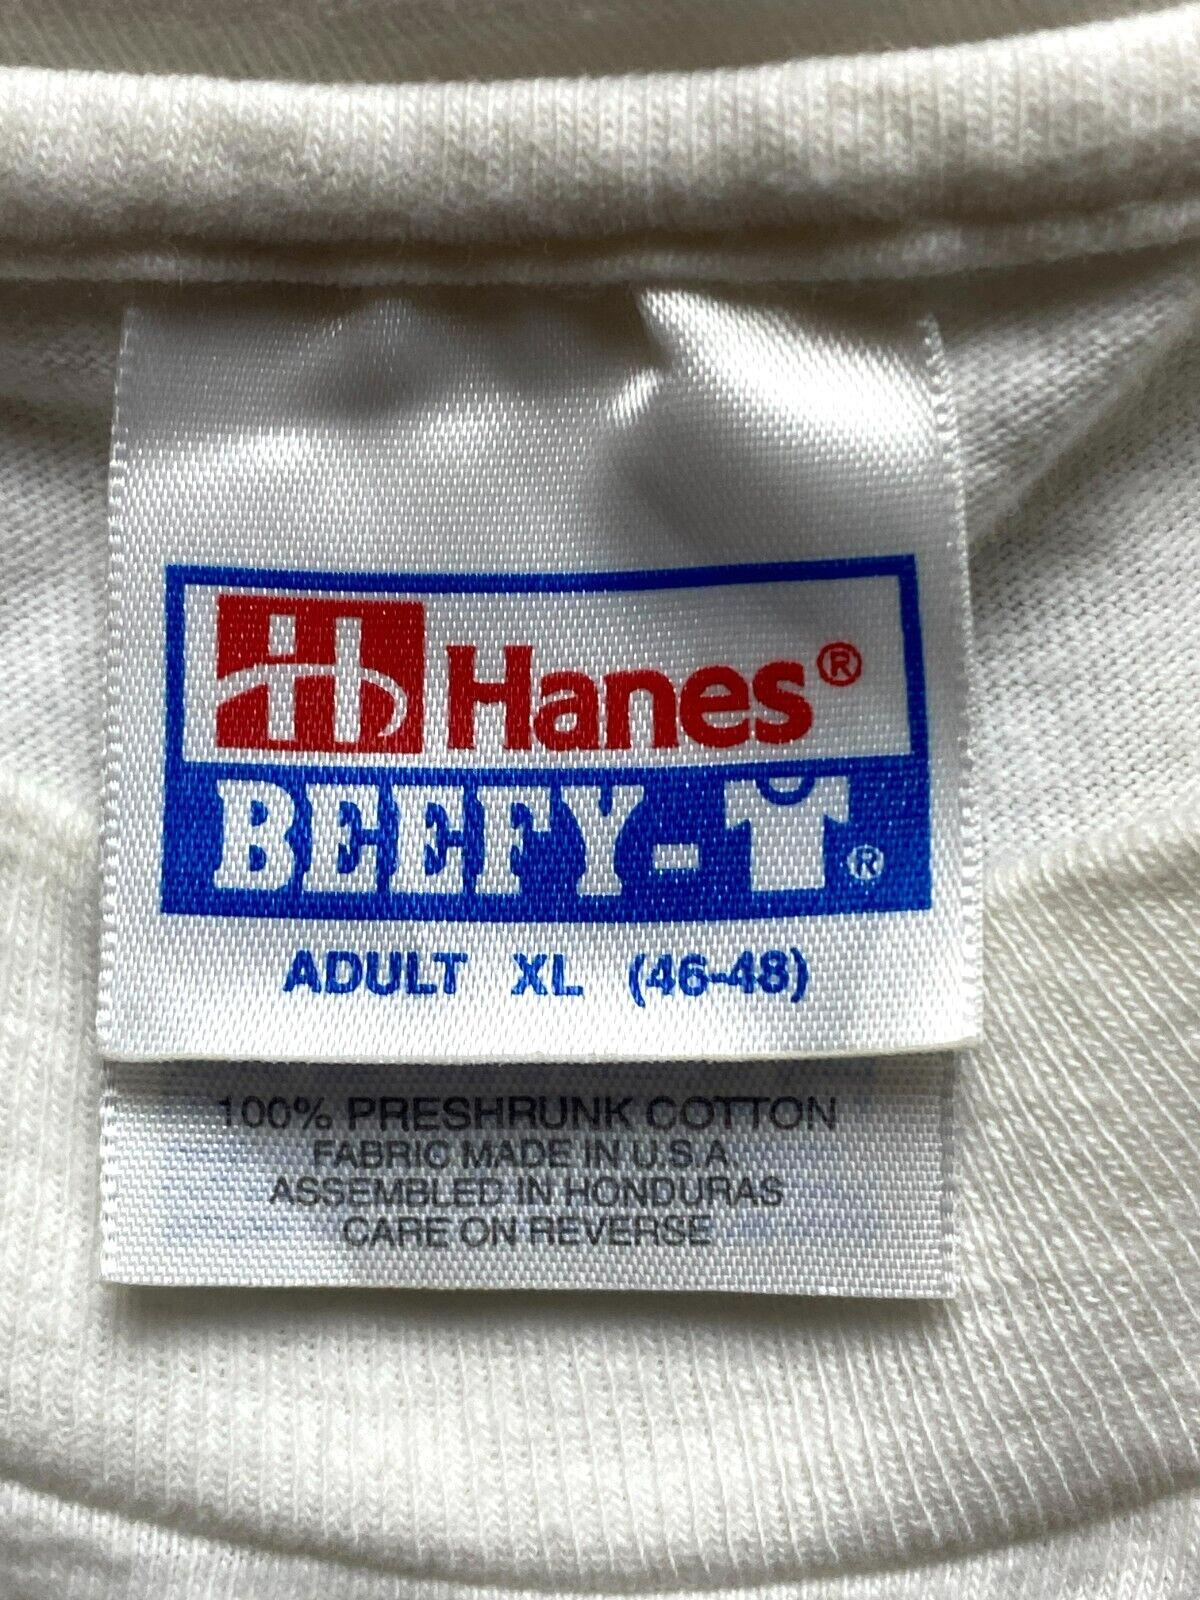 Hanes®
BEEFY-T®
ADULT XL (46-48)
100% PRESHRUNK COTTON
FABRIC MADE IN U.S.A.
ASSEMBLED IN HONDURAS
CARE ON REVERSE